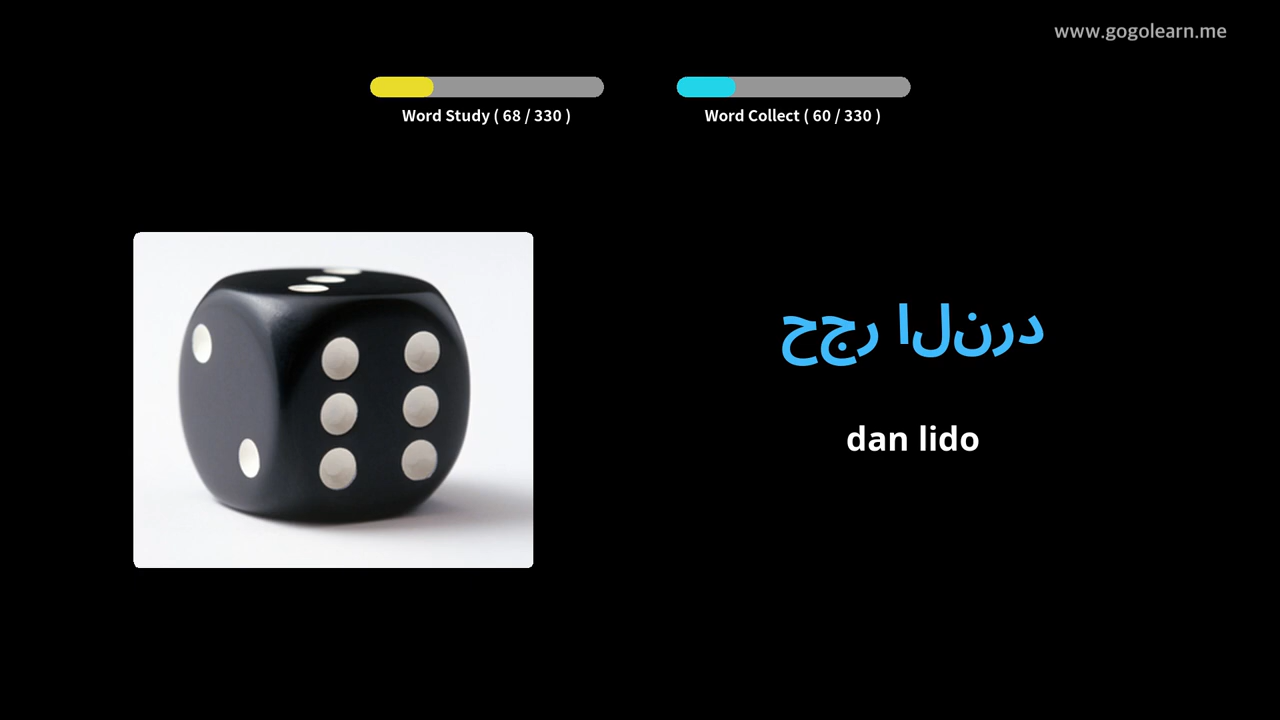 www.gogolearn.me
Word Study ( 68 / 330 )
Word Collect ( 60 / 330 )
حجر النرد
dan lido